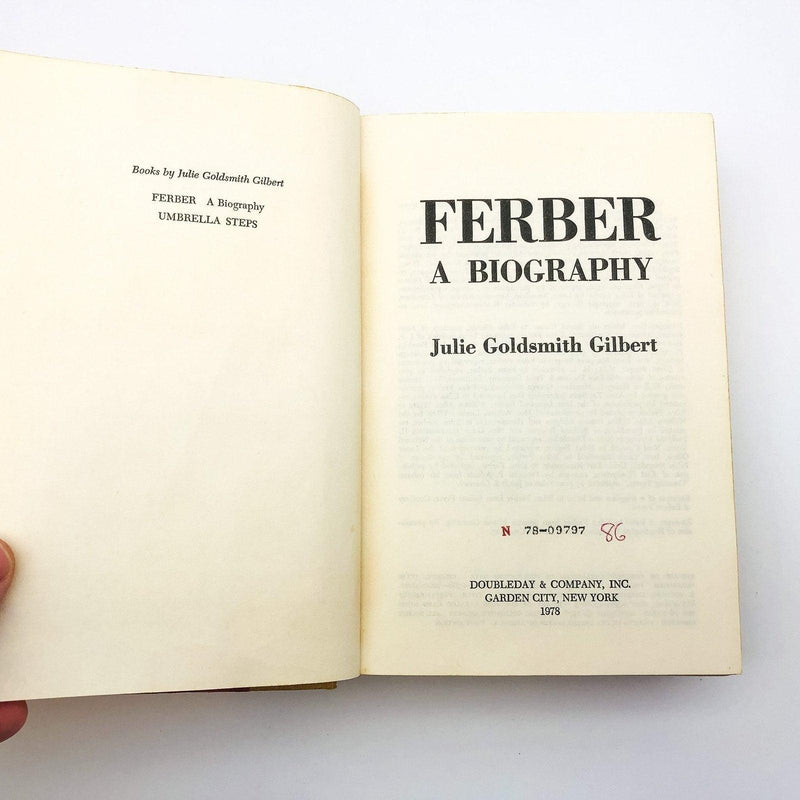 Books by Julie Goldsmith Gilbert
FERBER A Biography
UMBRELLA STEPS
FERBER
A BIOGRAPHY
Julie Goldsmith Gilbert
N 78-09797 86
DOUBLEDAY & COMPANY, INC.
GARDEN CITY, NEW YORK
1978